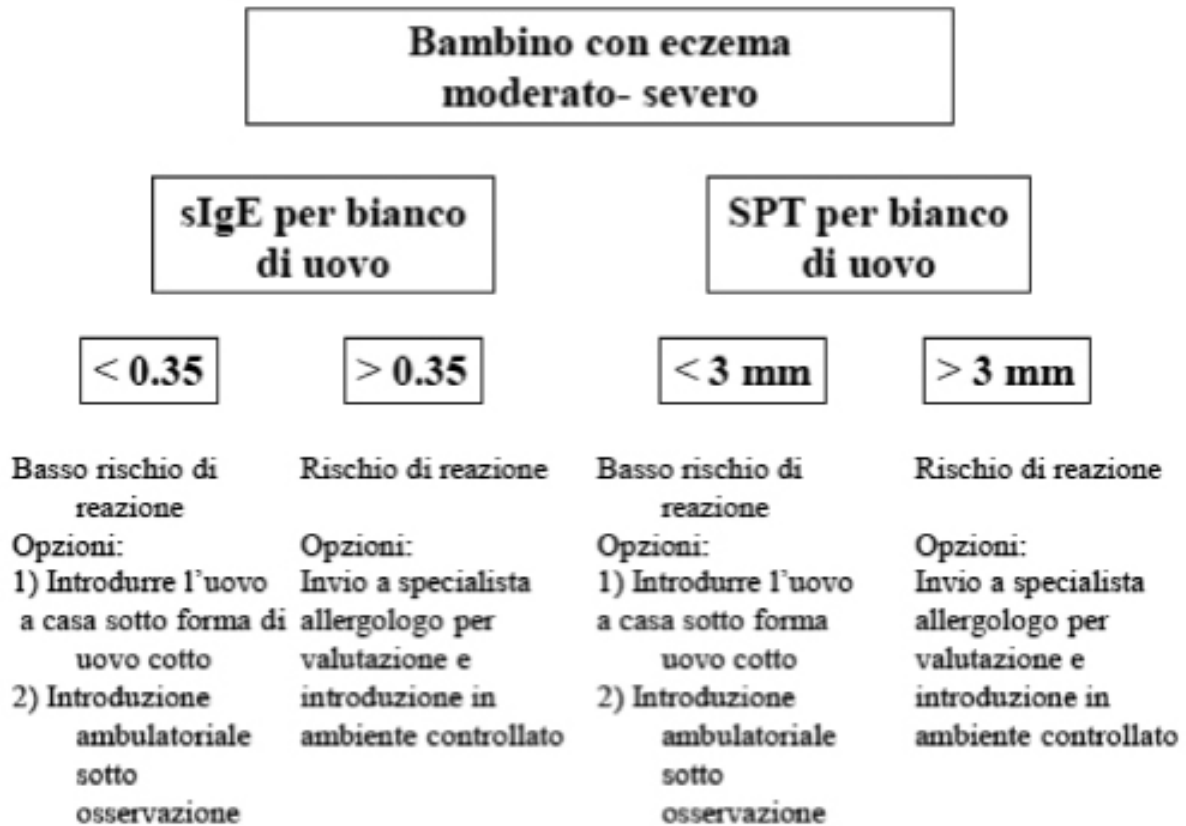 Bambino con eczema
moderato- severo
sIgE per bianco
di uovo
SPT per bianco
di uovo
< 0.35
> 0.35
< 3 mm
> 3 mm
Basso rischio di
reazione
Opzioni:
1) Introdurre l'uovo
a casa sotto forma di
uovo cotto
2) Introduzione
ambulatoriale
sotto
osservazione
Rischio di reazione
Opzioni:
Invio a specialista
allergologo per
valutazione e
introduzione in
ambiente controllato
Basso rischio di
reazione
Opzioni:
1) Introdurre l'uovo
a casa sotto forma
uovo cotto
2) Introduzione
ambulatoriale
sotto
osservazione
Rischio di reazione
Opzioni:
Invio a specialista
allergologo per
valutazione e
introduzione in
ambiente controllato